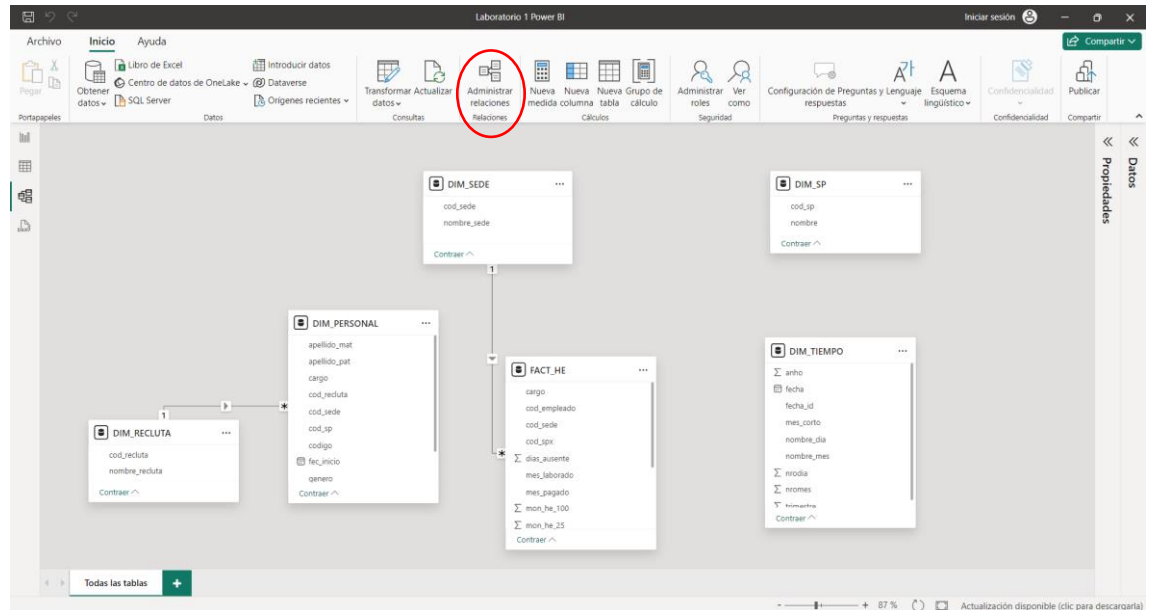 Laboratorio 1 Power BI
Iniciar sesión
Archivo Inicio Ayuda
Compartir
Pegar
Obtener datos
Libro de Excel
Centro de datos de OneLake
SQL Server
Introducir datos
Dataverse
Orígenes recientes
Transformar datos
Actualizar
Administrar relaciones
Nueva medida
Nueva columna
Nueva tabla
Grupo de cálculo
Administrar roles
Ver como
Configuración de Preguntas y respuestas
Lenguaje
Esquema lingüístico
Confidencialidad
Publicar
Portapapeles Datos Consultas Relaciones Cálculos Seguridad Preguntas y respuestas Confidencialidad Compartir
Propiedades
Datos
DIM_SEDE ...
cod_sede
nombre_sede
Contraer
DIM_SP ...
cod_sp
nombre
Contraer
1
DIM_PERSONAL ...
apellido_mat
apellido_pat
cargo
cod_recluta
cod_sede
cod_sp
codigo
fec_inicio
genero
Contraer
DIM_TIEMPO ...
Σ anho
fecha
fecha_id
mes_corto
nombre_dia
nombre_mes
Σ nrodia
Σ nromes
Σ trimestre
Contraer
FACT_HE ...
cargo
cod_empleado
cod_sede
cod_spx
Σ dias_ausente
mes_laborado
mes_pagado
Σ mon_he_100
Σ mon_he_25
Contraer
*
1
*
DIM_RECLUTA ...
cod_recluta
nombre_recluta
Contraer
Todas las tablas +
- + 87 % Actualización disponible (clic para descargarla)